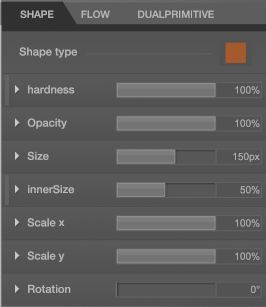 SHAPE FLOW DUALPRIMITIVE
Shape type
hardness 100%
Opacity 100%
Size 150px
innerSize 50%
Scale x 100%
Scale y 100%
Rotation 0°